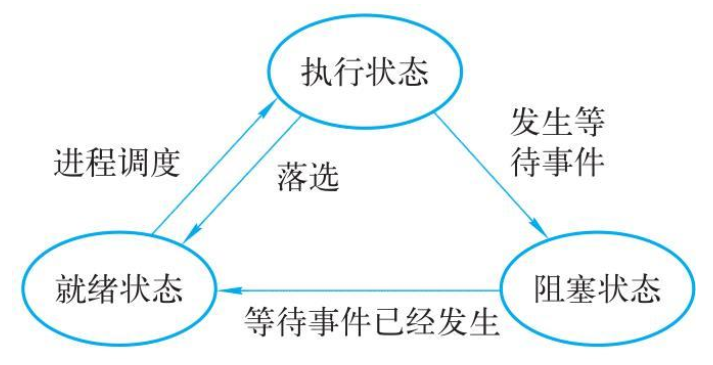 执行状态
发生等
待事件
进程调度
落选
就绪状态
阻塞状态
等待事件已经发生